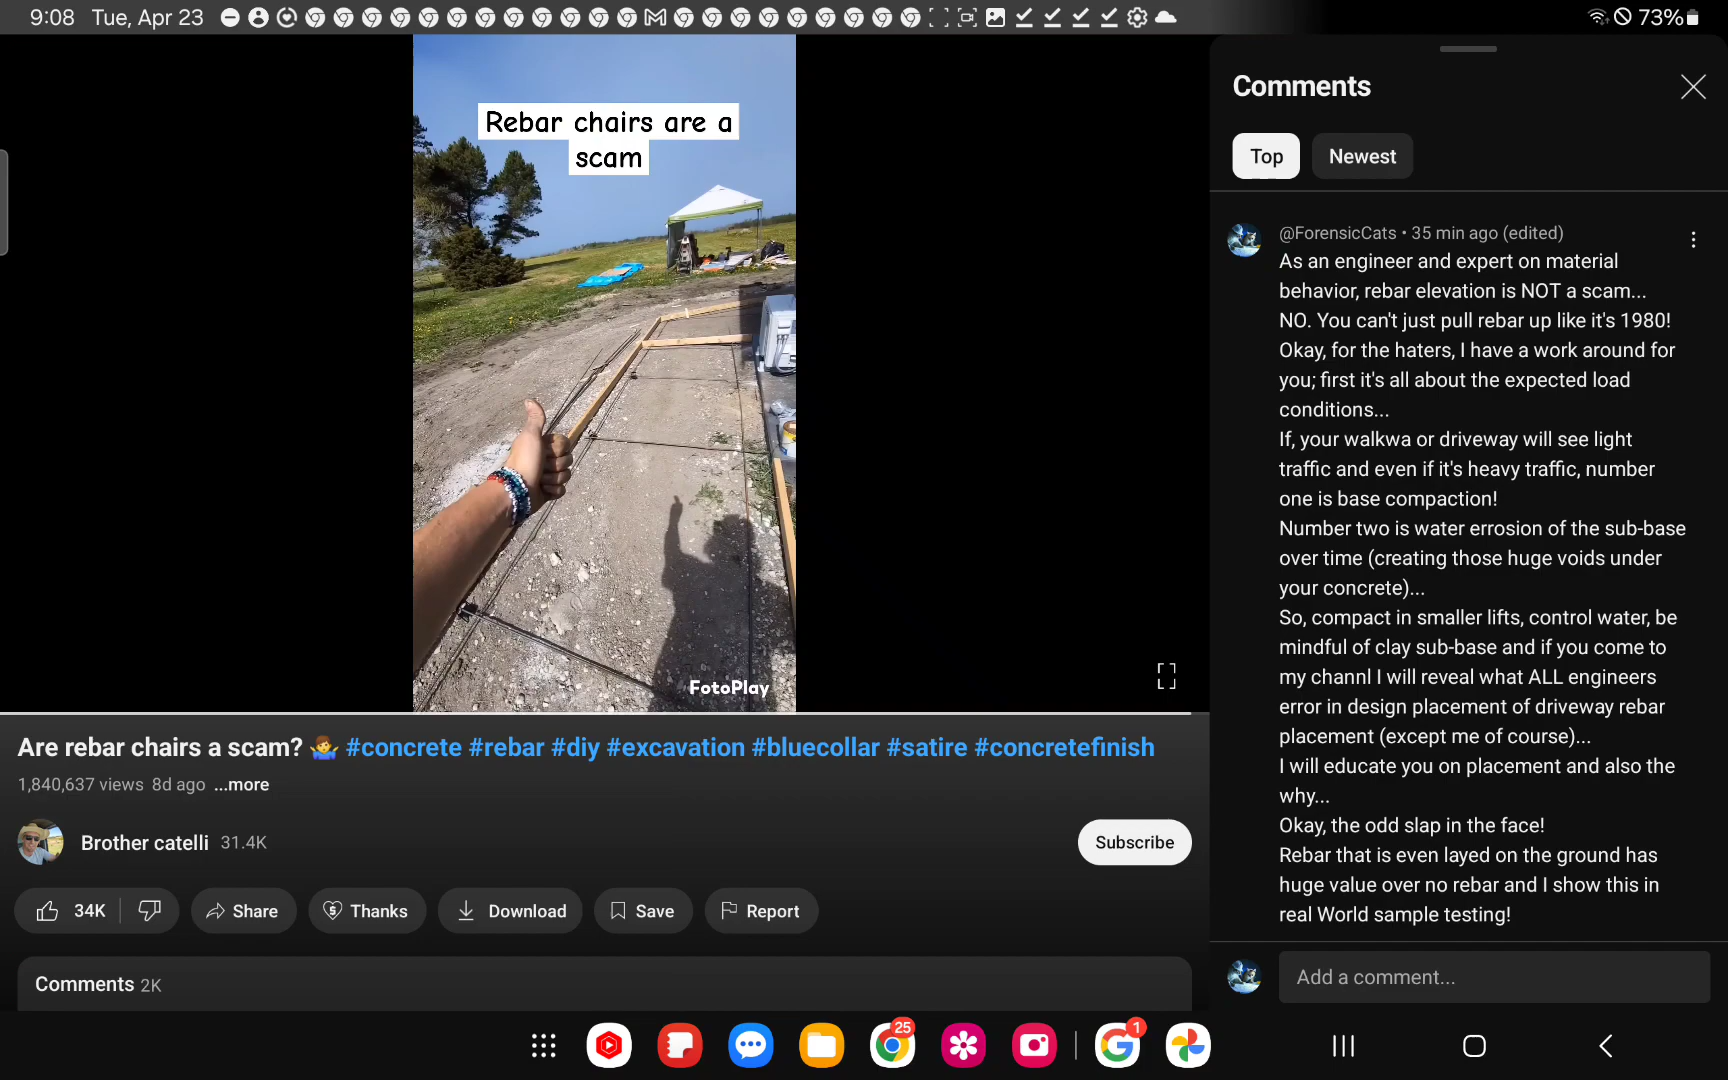 9:08 Tue, Apr 23
73%
Rebar chairs are a
scam
FotoPlay
Are rebar chairs a scam? 🤷 #concrete #rebar #diy #excavation #bluecollar #satire #concretefinish
1,840,637 views 8d ago ...more
Brother catelli 31.4K
Subscribe
34K
Share
Thanks
Download
Save
Report
Comments 2K
Comments
Top
Newest
@ForensicCats • 35 min ago (edited)
As an engineer and expert on material
behavior, rebar elevation is NOT a scam...
NO. You can't just pull rebar up like it's 1980!
Okay, for the haters, I have a work around for
you; first it's all about the expected load
conditions...
If, your walkwa or driveway will see light
traffic and even if it's heavy traffic, number
one is base compaction!
Number two is water errosion of the sub-base
over time (creating those huge voids under
your concrete)...
So, compact in smaller lifts, control water, be
mindful of clay sub-base and if you come to
my channl I will reveal what ALL engineers
error in design placement of driveway rebar
placement (except me of course)...
I will educate you on placement and also the
why...
Okay, the odd slap in the face!
Rebar that is even layed on the ground has
huge value over no rebar and I show this in
real World sample testing!
Add a comment...
25
1